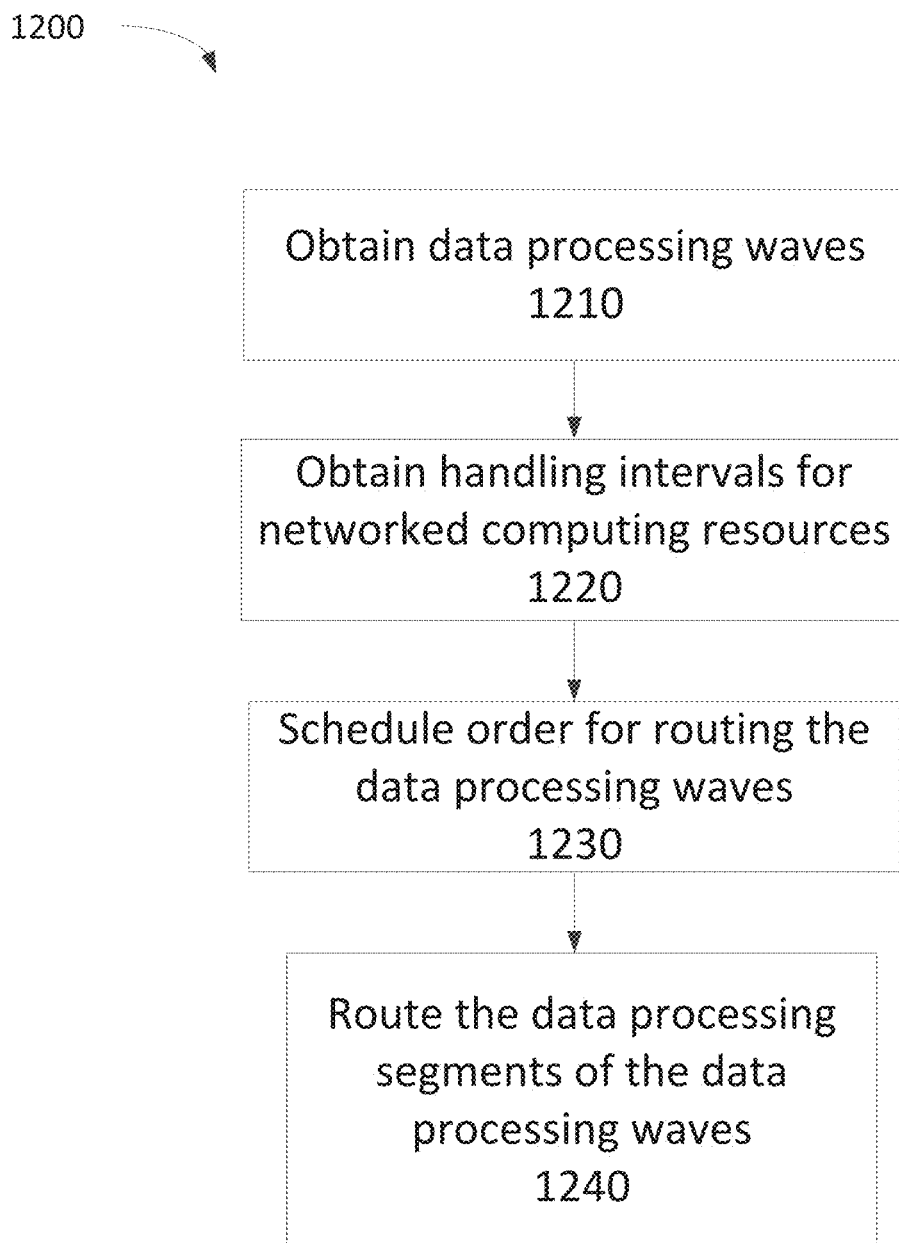 1200
Obtain data processing waves
1210
Obtain handling intervals for
networked computing resources
1220
Schedule order for routing the
data processing waves
1230
Route the data processing
segments of the data
processing waves
1240